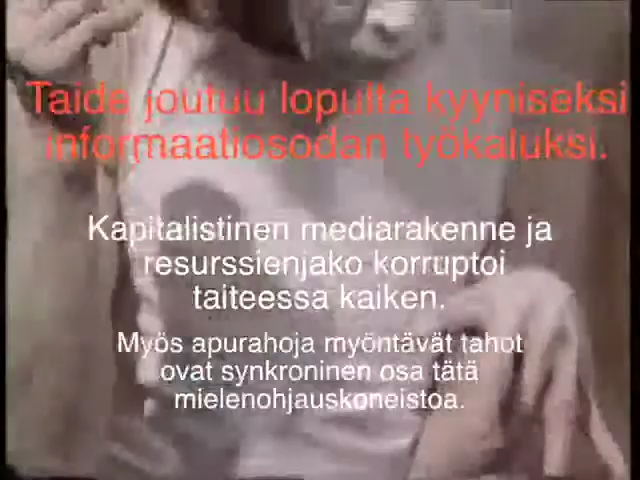 Taide joutuu lopulta kyyniseksi
informaatiosodan työkaluksi.
Kapitalistinen mediarakenne ja
resurssienjako korruptoi
taiteessa kaiken.
Myös apurahoja myöntävät tahot
ovat synkroninen osa tätä
mielenohjauskoneistoa.